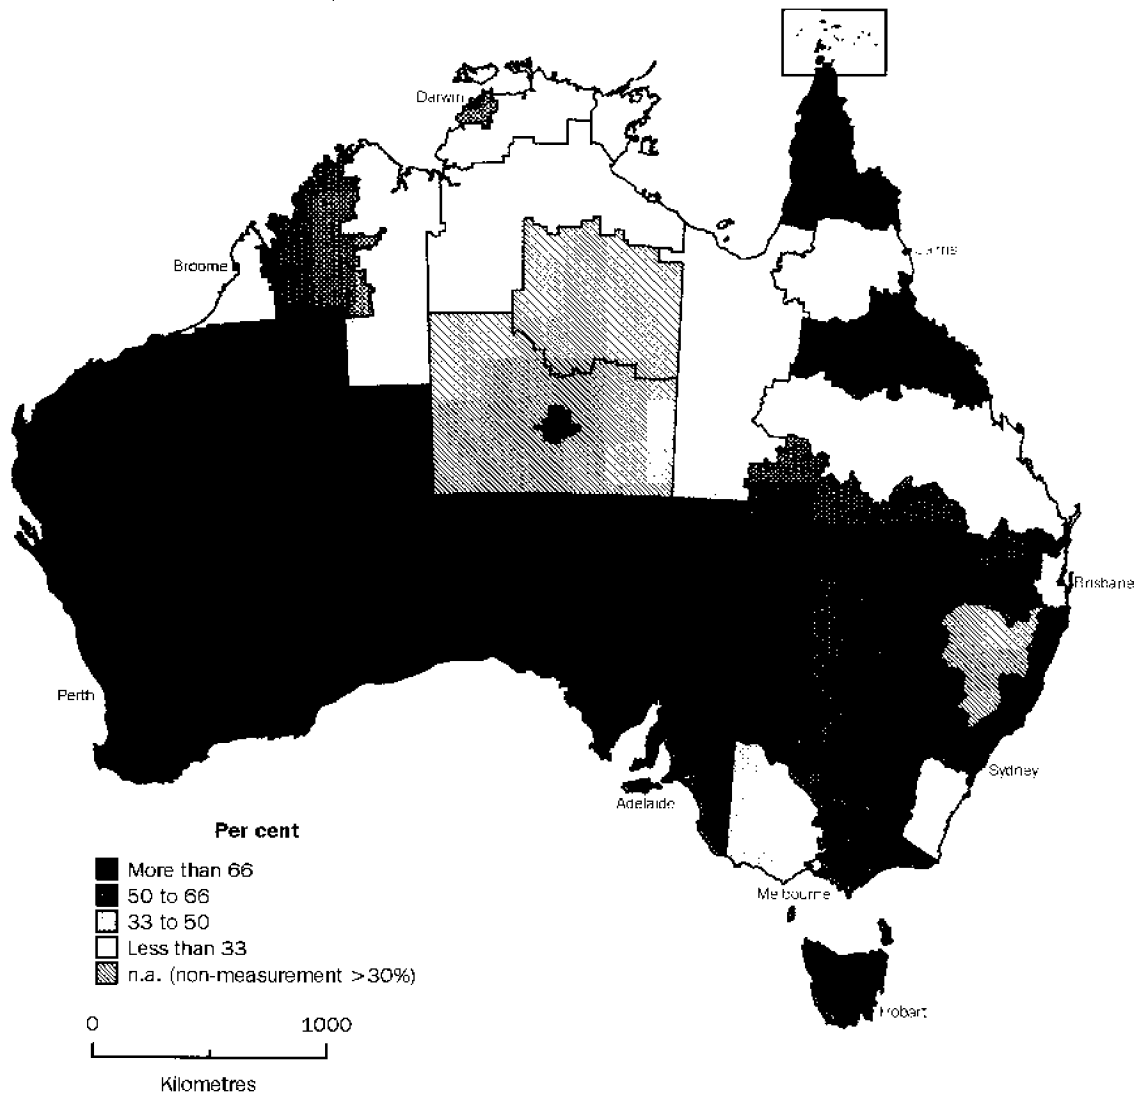 Darwin
Broome
Brisbane
Perth
Sydney
Adelaide
Melbourne
Per cent
More than 66
50 to 66
33 to 50
Less than 33
n.a. (non-measurement >30%)
0 1000
Kilometres